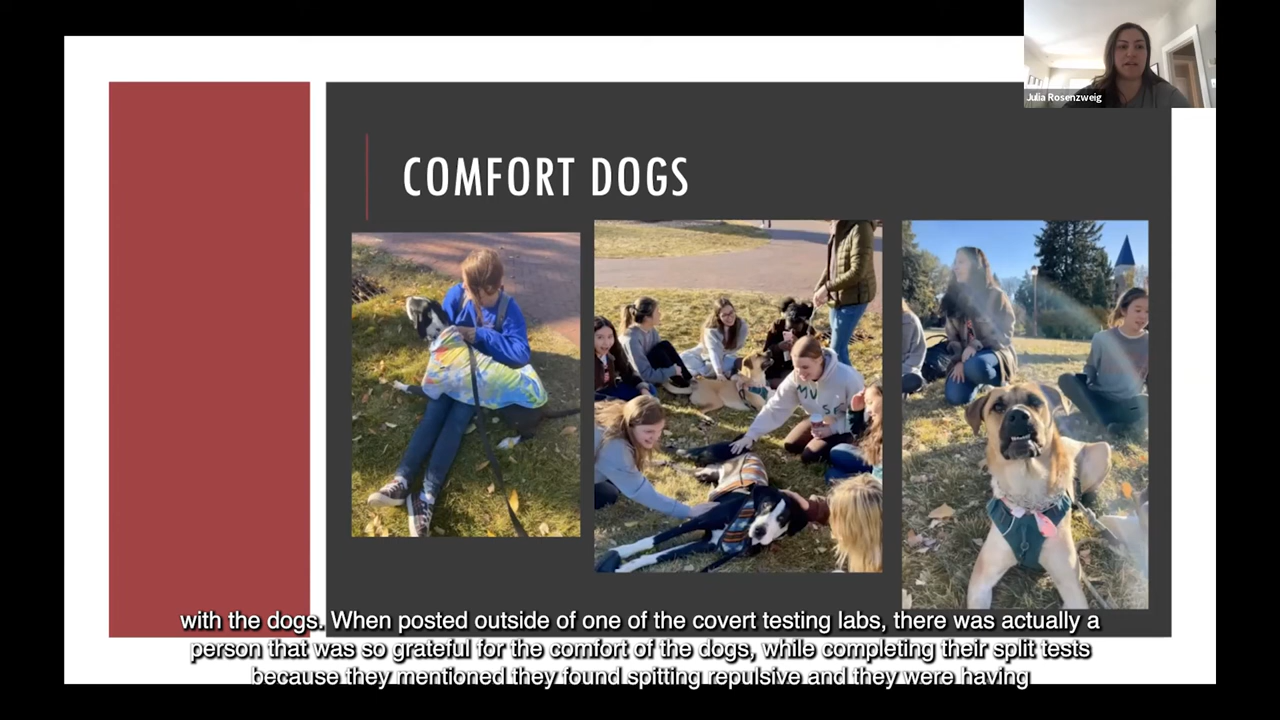 Julia Rosenzweig
COMFORT DOGS
with the dogs. When posted outside of one of the covert testing labs, there was actually a
person that was so grateful for the comfort of the dogs, while completing their split tests
because they mentioned they found spitting repulsive and they were having